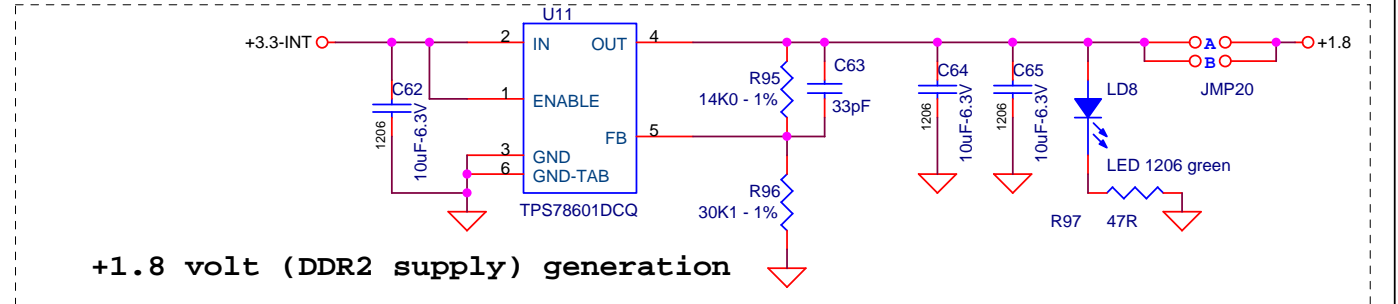 U11
+3.3-INT
2
IN
OUT
4
1
ENABLE
FB
5
3
GND
6
GND-TAB
TPS78601DCQ
C62
1206
10uF-6.3V
R95
14K0 - 1%
C63
33pF
R96
30K1 - 1%
C64
1206
10uF-6.3V
C65
1206
10uF-6.3V
LD8
LED 1206 green
R97
47R
A
B
JMP20
+1.8
+1.8 volt (DDR2 supply) generation